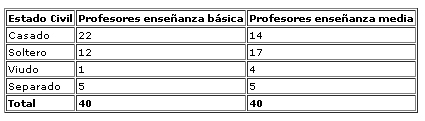 Estado Civil Profesores enseñanza básica Profesores enseñanza media
Casado 22 14
Soltero 12 17
Viudo 1 4
Separado 5 5
Total 40 40